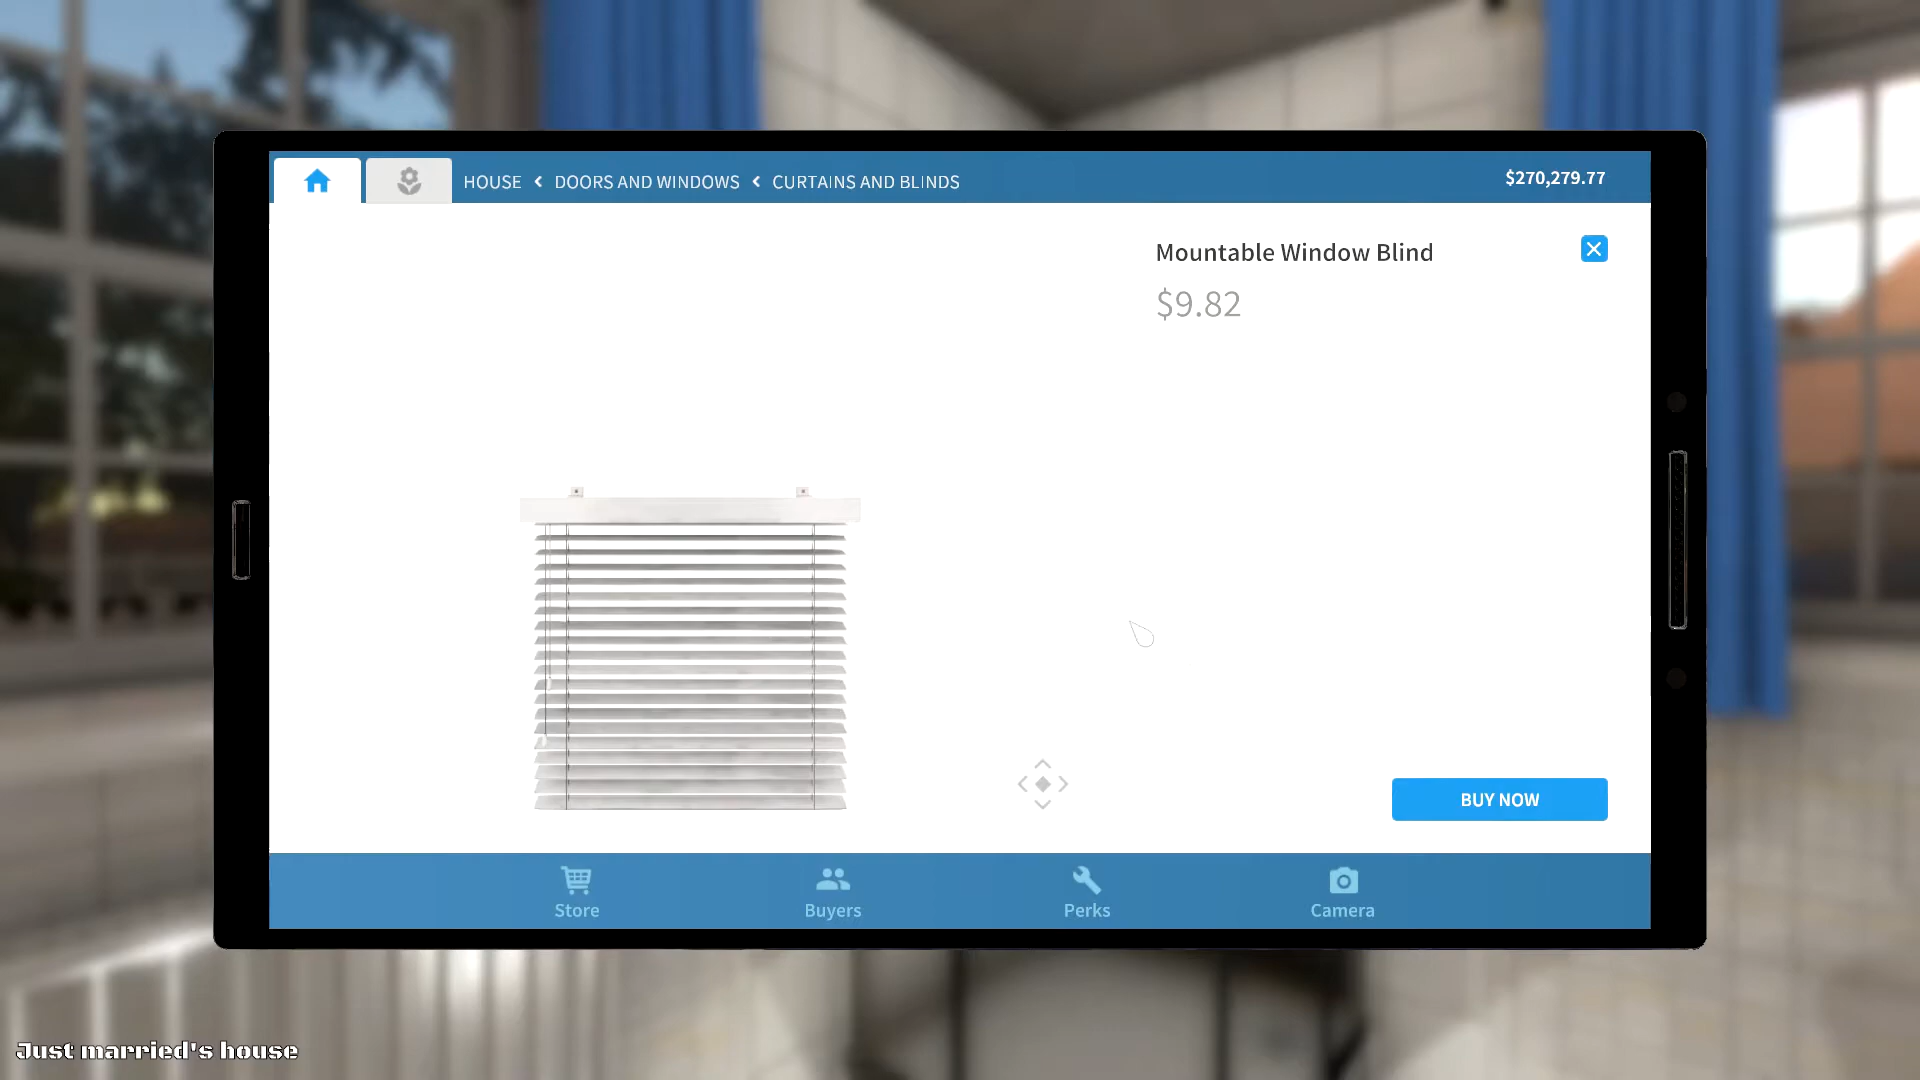 HOUSE < DOORS AND WINDOWS < CURTAINS AND BLINDS
$270,279.77
Mountable Window Blind
$9.82
BUY NOW
Store
Buyers
Perks
Camera
Just married's house